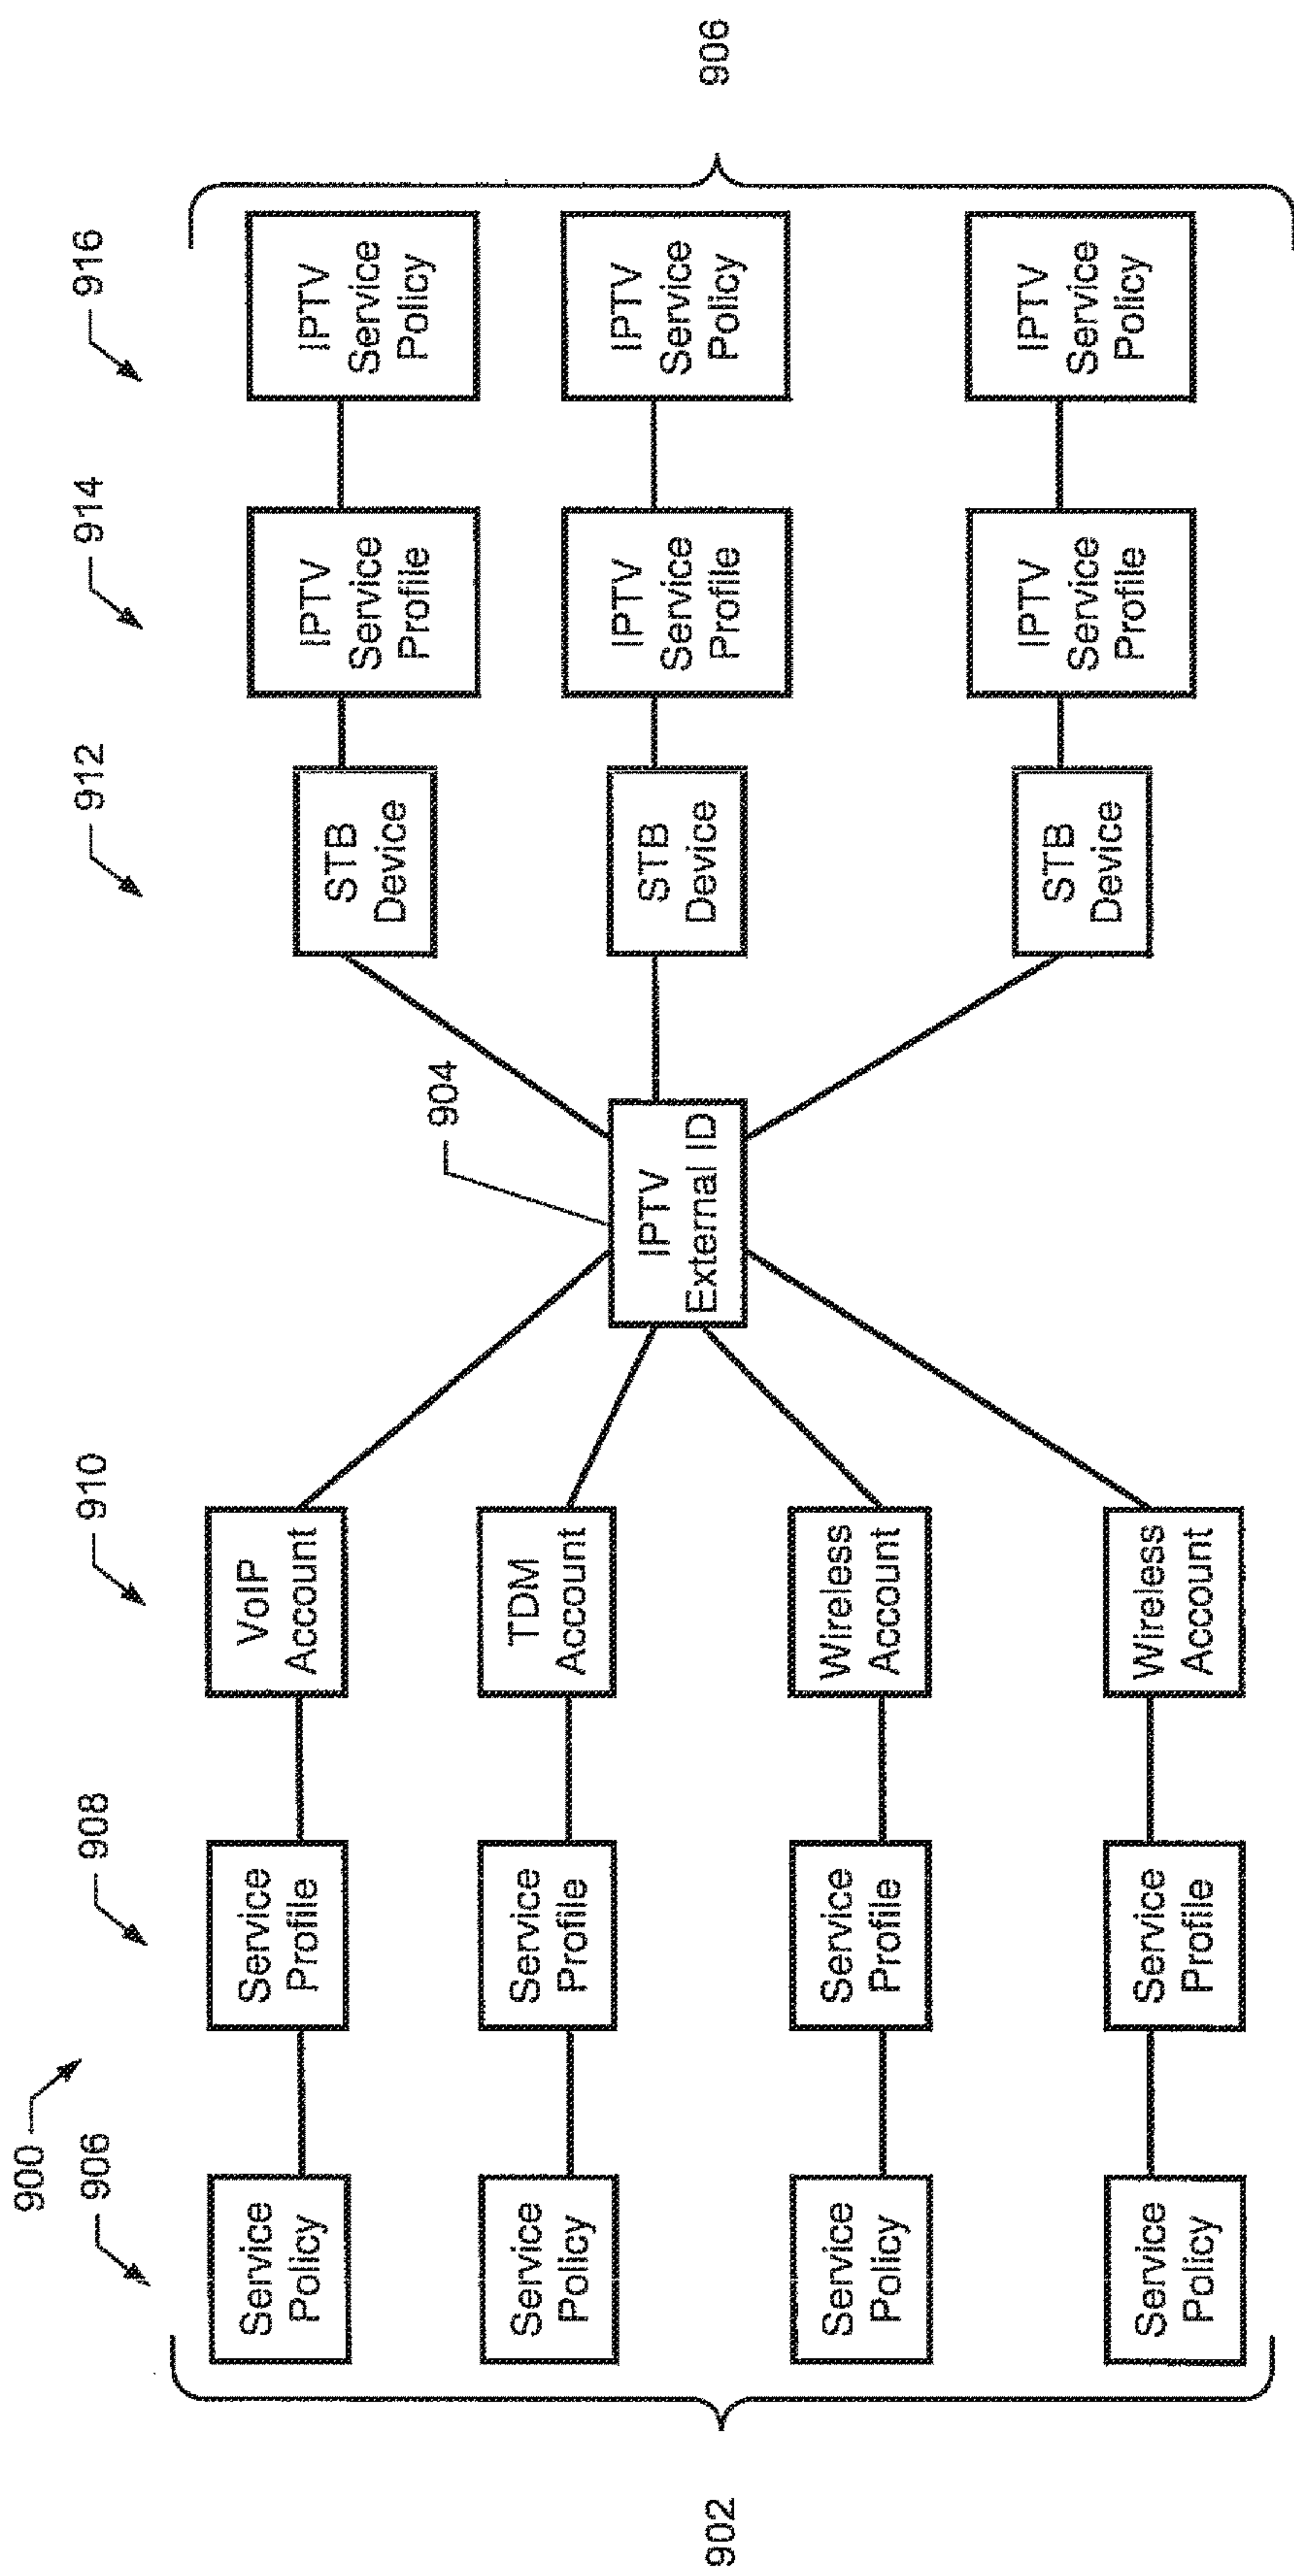 900
906
908
910
904
912
914
916
902
906
Service
Policy
Service
Profile
VoIP
Account
Service
Policy
Service
Profile
TDM
Account
Service
Policy
Service
Profile
Wireless
Account
Service
Policy
Service
Profile
Wireless
Account
IPTV
External ID
STB
Device
IPTV
Service
Profile
IPTV
Service
Policy
STB
Device
IPTV
Service
Profile
IPTV
Service
Policy
STB
Device
IPTV
Service
Profile
IPTV
Service
Policy